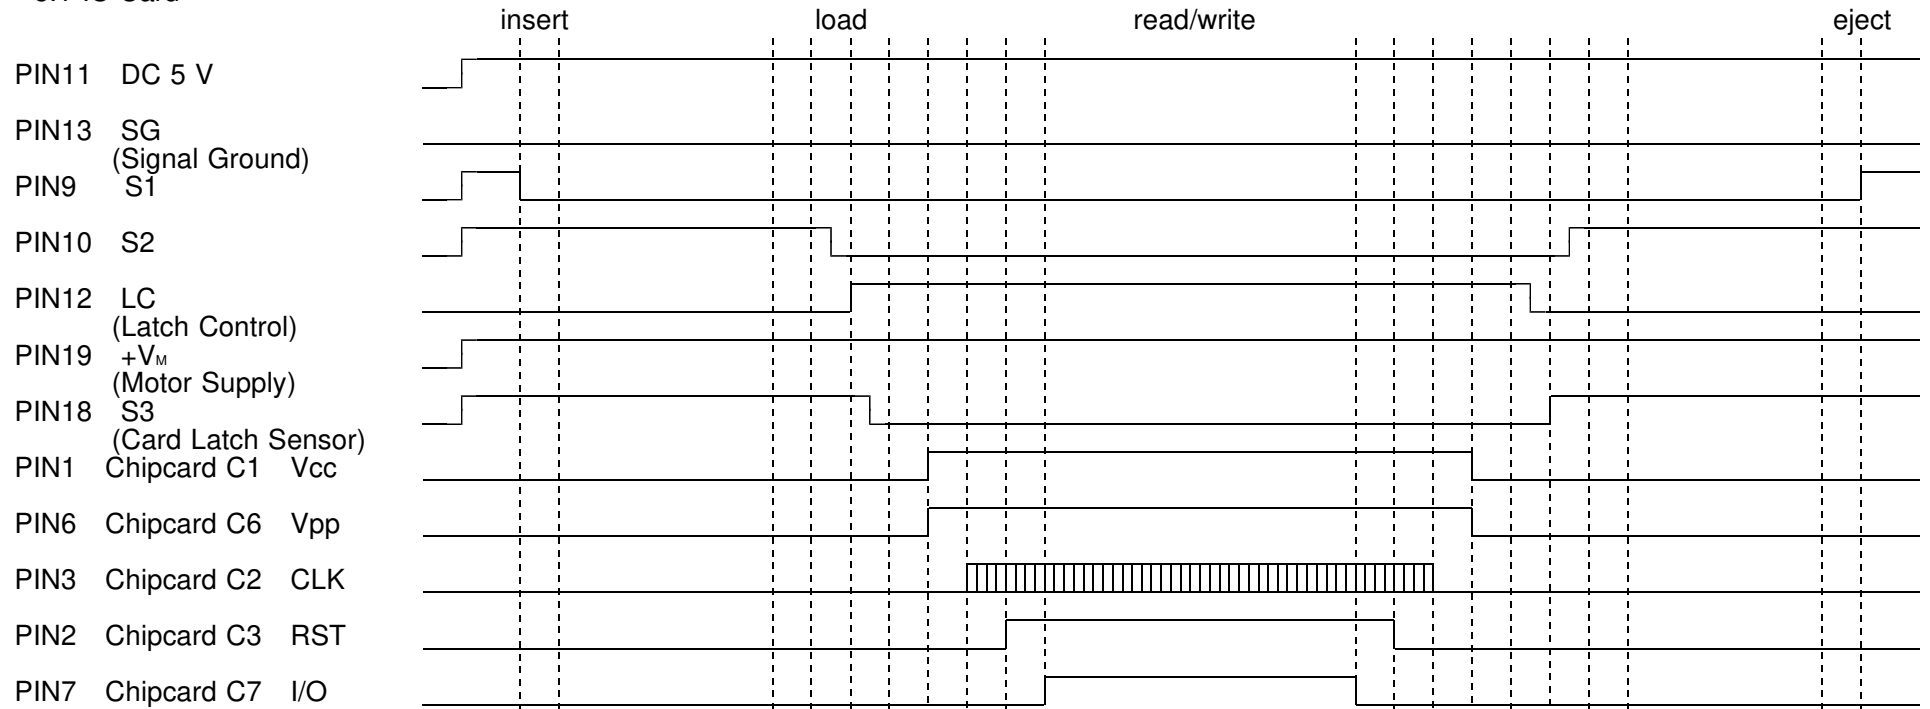 insert load read/write eject
PIN11 DC 5 V
PIN13 SG
(Signal Ground)
PIN9 S1
PIN10 S2
PIN12 LC
(Latch Control)
PIN19 +VM
(Motor Supply)
PIN18 S3
(Card Latch Sensor)
PIN1 Chipcard C1 Vcc
PIN6 Chipcard C6 Vpp
PIN3 Chipcard C2 CLK
PIN2 Chipcard C3 RST
PIN7 Chipcard C7 I/O